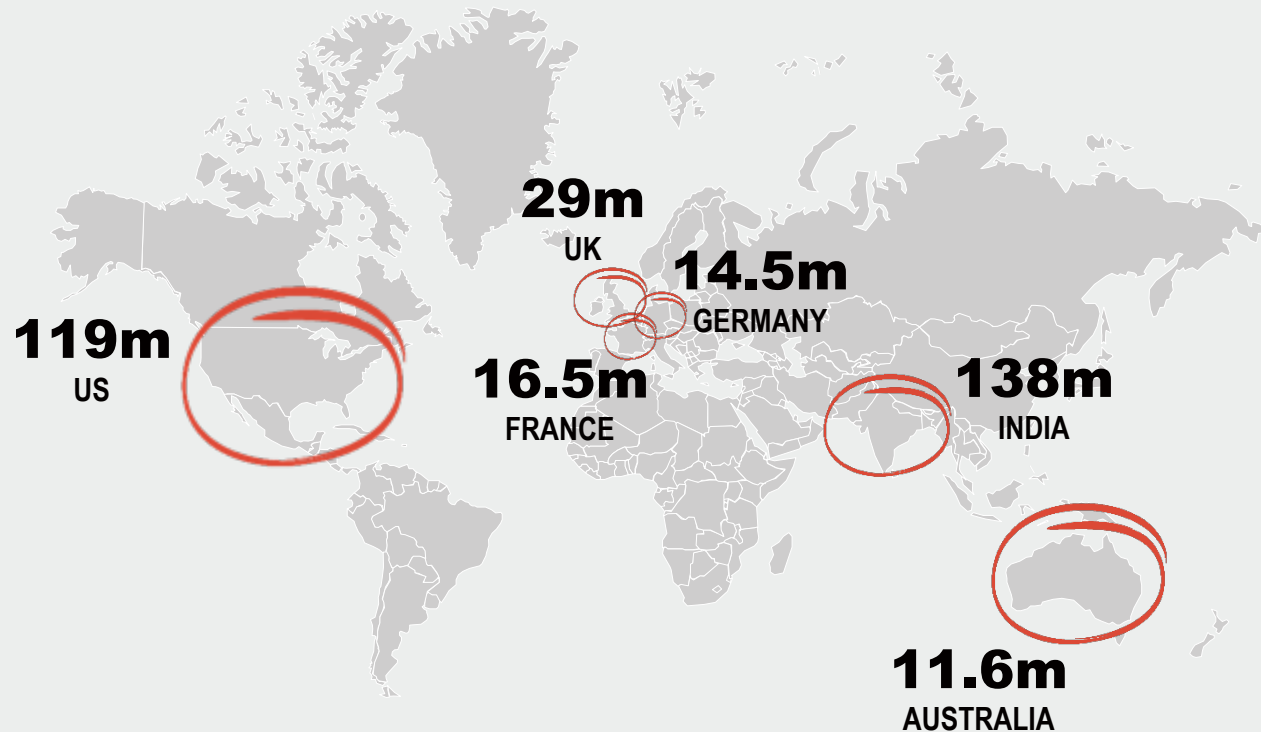 29m
UK
14.5m
GERMANY
119m
US
16.5m
FRANCE
138m
INDIA
11.6m
AUSTRALIA